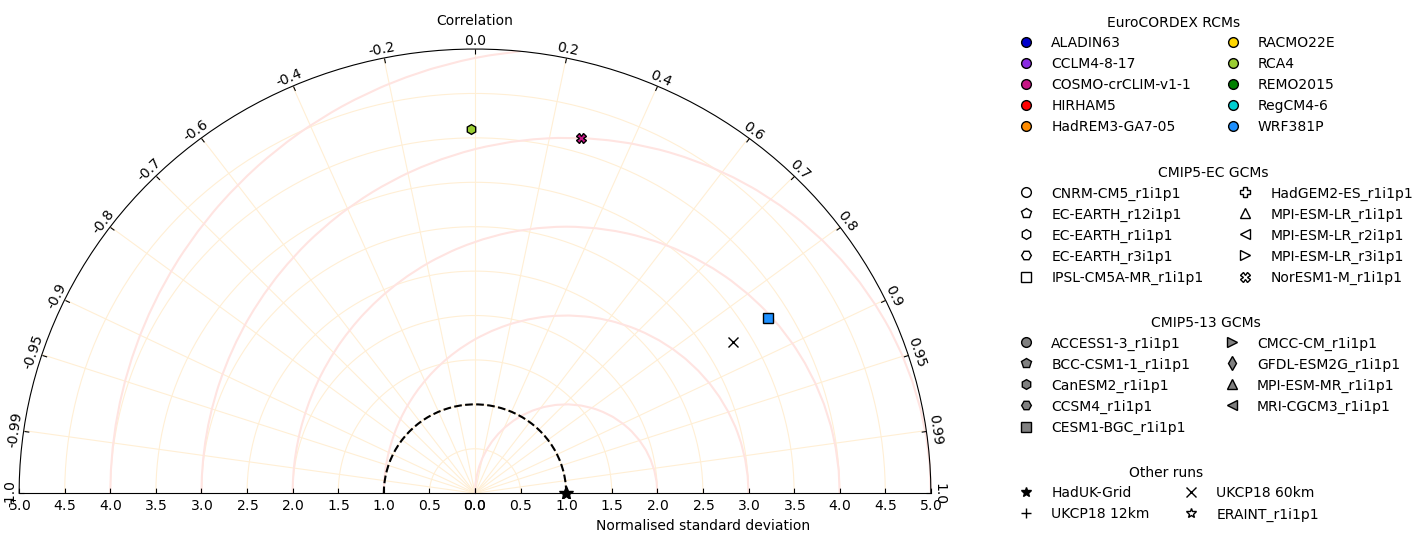 Correlation
0.0
-0.2
0.2
-0.4
0.4
-0.6
0.6
-0.7
0.7
-0.8
0.8
-0.9
0.9
-0.95
0.95
-0.99
0.99
-1.0
1.0
5.0 4.5 4.0 3.5 3.0 2.5 2.0 1.5 1.0 0.5 0.0 0.5 1.0 1.5 2.0 2.5 3.0 3.5 4.0 4.5 5.0
Normalised standard deviation
EuroCORDEX RCMs
ALADIN63
CCLM4-8-17
COSMO-crCLIM-v1-1
HIRHAM5
HadREM3-GA7-05
RACMO22E
RCA4
REMO2015
RegCM4-6
WRF381P
CMIP5-EC GCMs
CNRM-CM5_r1i1p1
EC-EARTH_r12i1p1
EC-EARTH_r1i1p1
EC-EARTH_r3i1p1
IPSL-CM5A-MR_r1i1p1
HadGEM2-ES_r1i1p1
MPI-ESM-LR_r1i1p1
MPI-ESM-LR_r2i1p1
MPI-ESM-LR_r3i1p1
NorESM1-M_r1i1p1
CMIP5-13 GCMs
ACCESS1-3_r1i1p1
BCC-CSM1-1_r1i1p1
CanESM2_r1i1p1
CCSM4_r1i1p1
CESM1-BGC_r1i1p1
CMCC-CM_r1i1p1
GFDL-ESM2G_r1i1p1
MPI-ESM-MR_r1i1p1
MRI-CGCM3_r1i1p1
Other runs
HadUK-Grid
UKCP18 12km
UKCP18 60km
ERAINT_r1i1p1